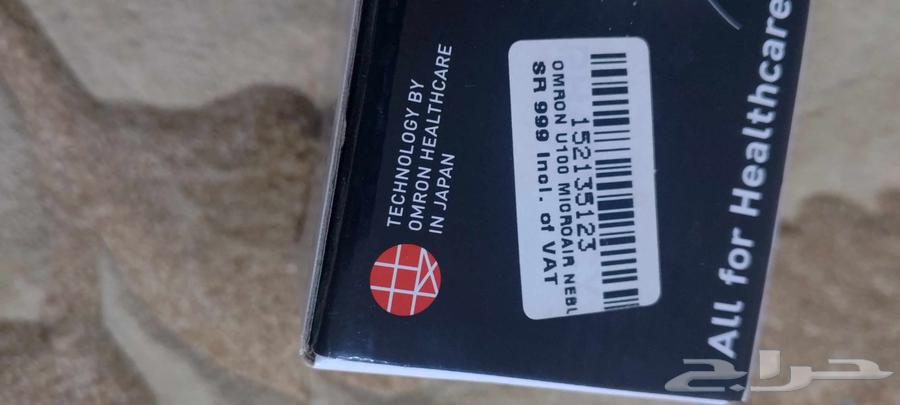 TECHNOLOGY BY
OMRON HEALTHCARE
IN JAPAN
152135123
OMRON U100 MICROAIR NEBL
SR 999 Incl. of VAT
All for Healthcare
حراج